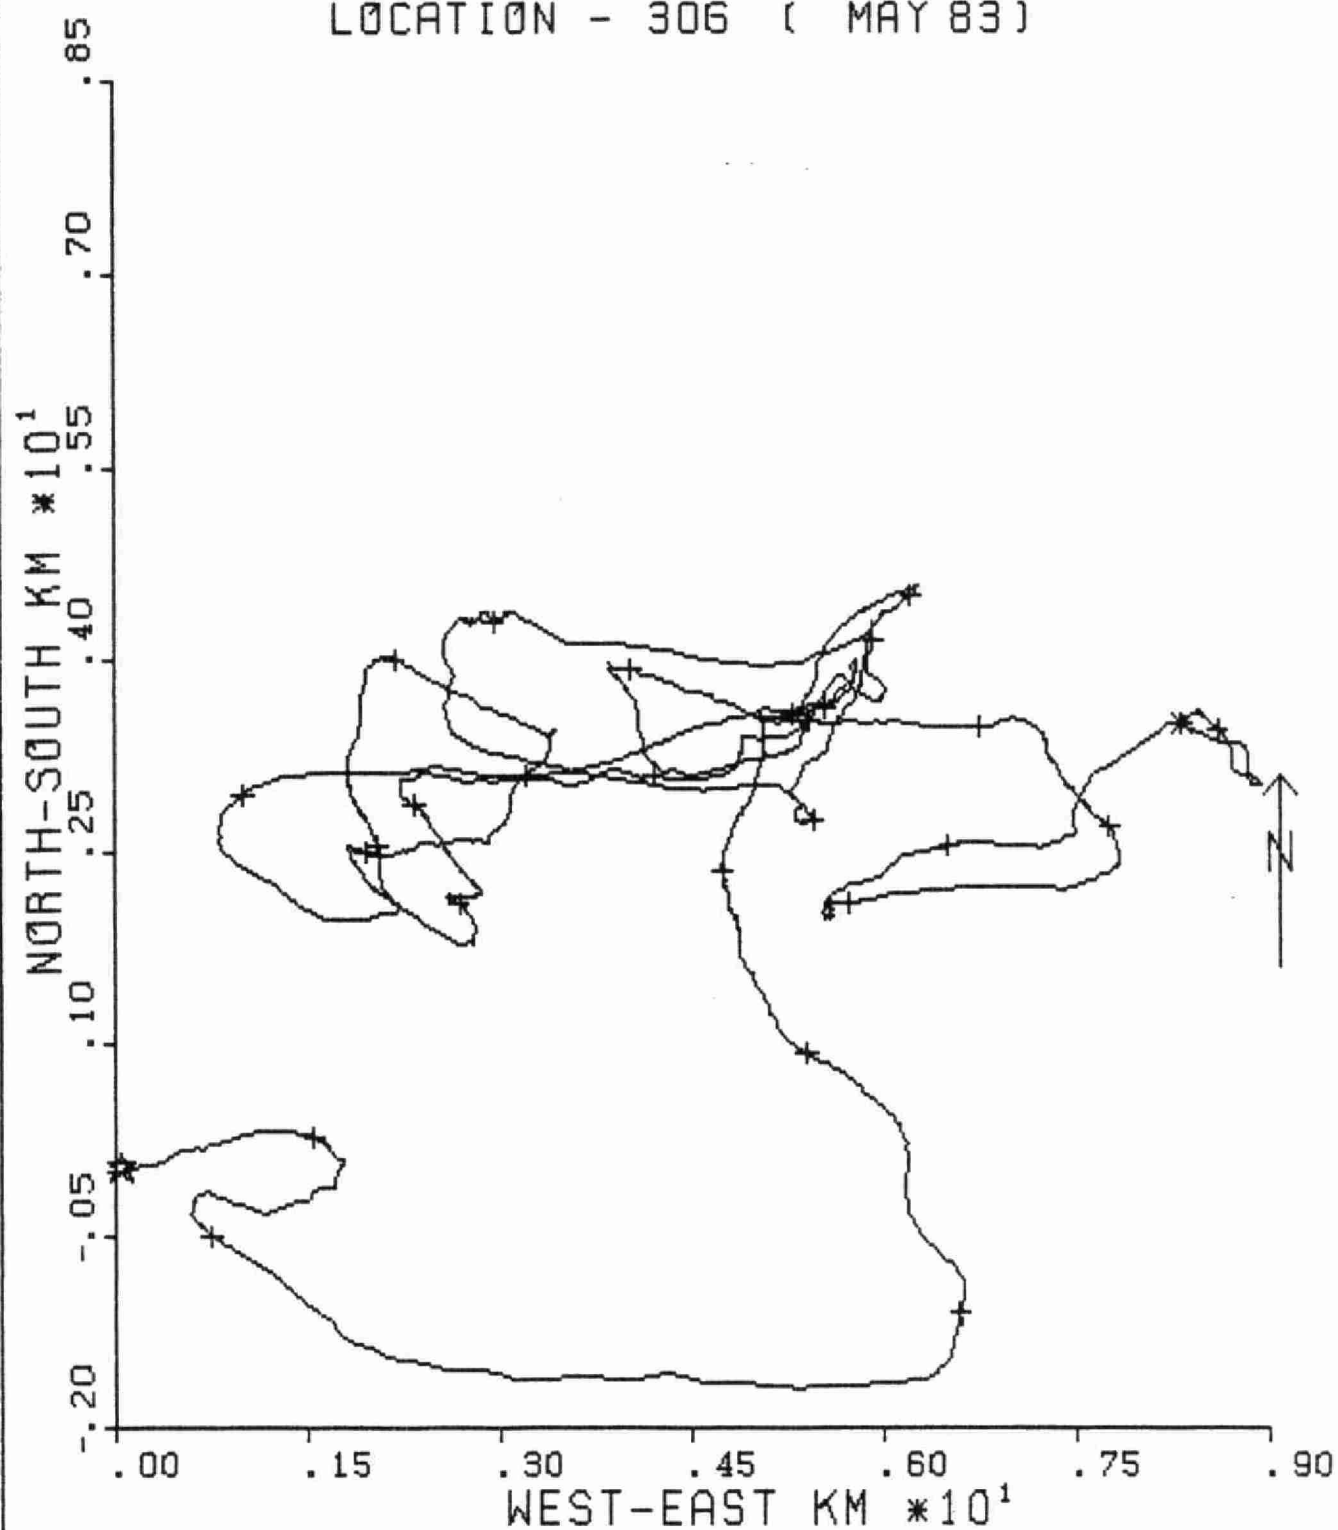 LOCATION - 306 ( MAY 83)
.85
.70
.55
.40
.25
.10
-.05
-.20
NORTH-SOUTH KM *10¹
N
.00 .15 .30 .45 .60 .75 .90
WEST-EAST KM *10¹